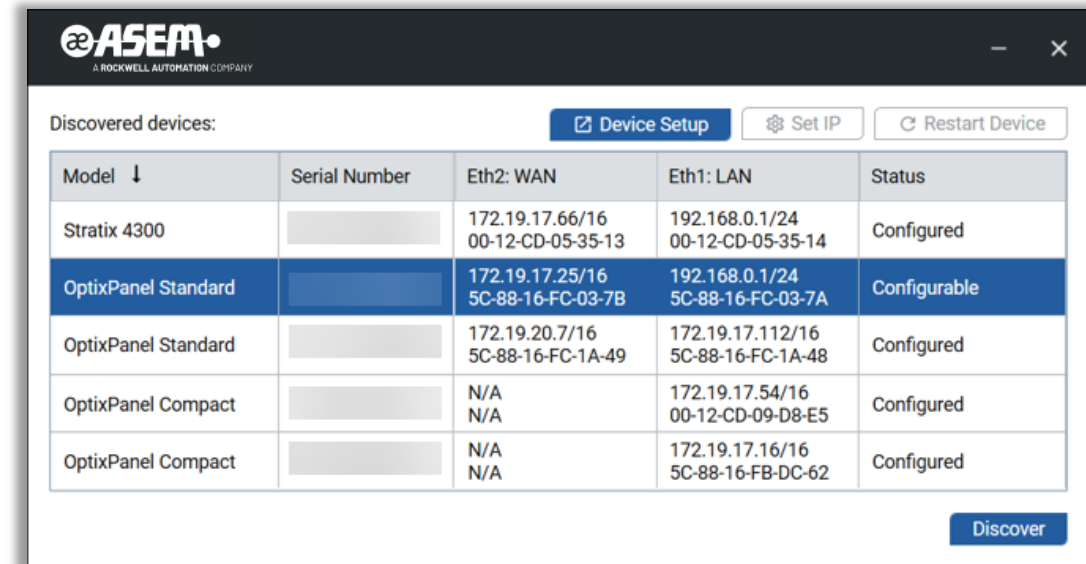 ASEM
A ROCKWELL AUTOMATION COMPANY
Discovered devices:
Device Setup
Set IP
Restart Device
Model ↓ Serial Number Eth2: WAN Eth1: LAN Status
Stratix 4300 172.19.17.66/16 192.168.0.1/24 Configured
00-12-CD-05-35-13 00-12-CD-05-35-14
OptixPanel Standard 172.19.17.25/16 192.168.0.1/24 Configurable
5C-88-16-FC-03-7B 5C-88-16-FC-03-7A
OptixPanel Standard 172.19.20.7/16 172.19.17.112/16 Configured
5C-88-16-FC-1A-49 5C-88-16-FC-1A-48
OptixPanel Compact N/A 172.19.17.54/16 Configured
N/A 00-12-CD-09-D8-E5
OptixPanel Compact N/A 172.19.17.16/16 Configured
N/A 5C-88-16-FB-DC-62
Discover